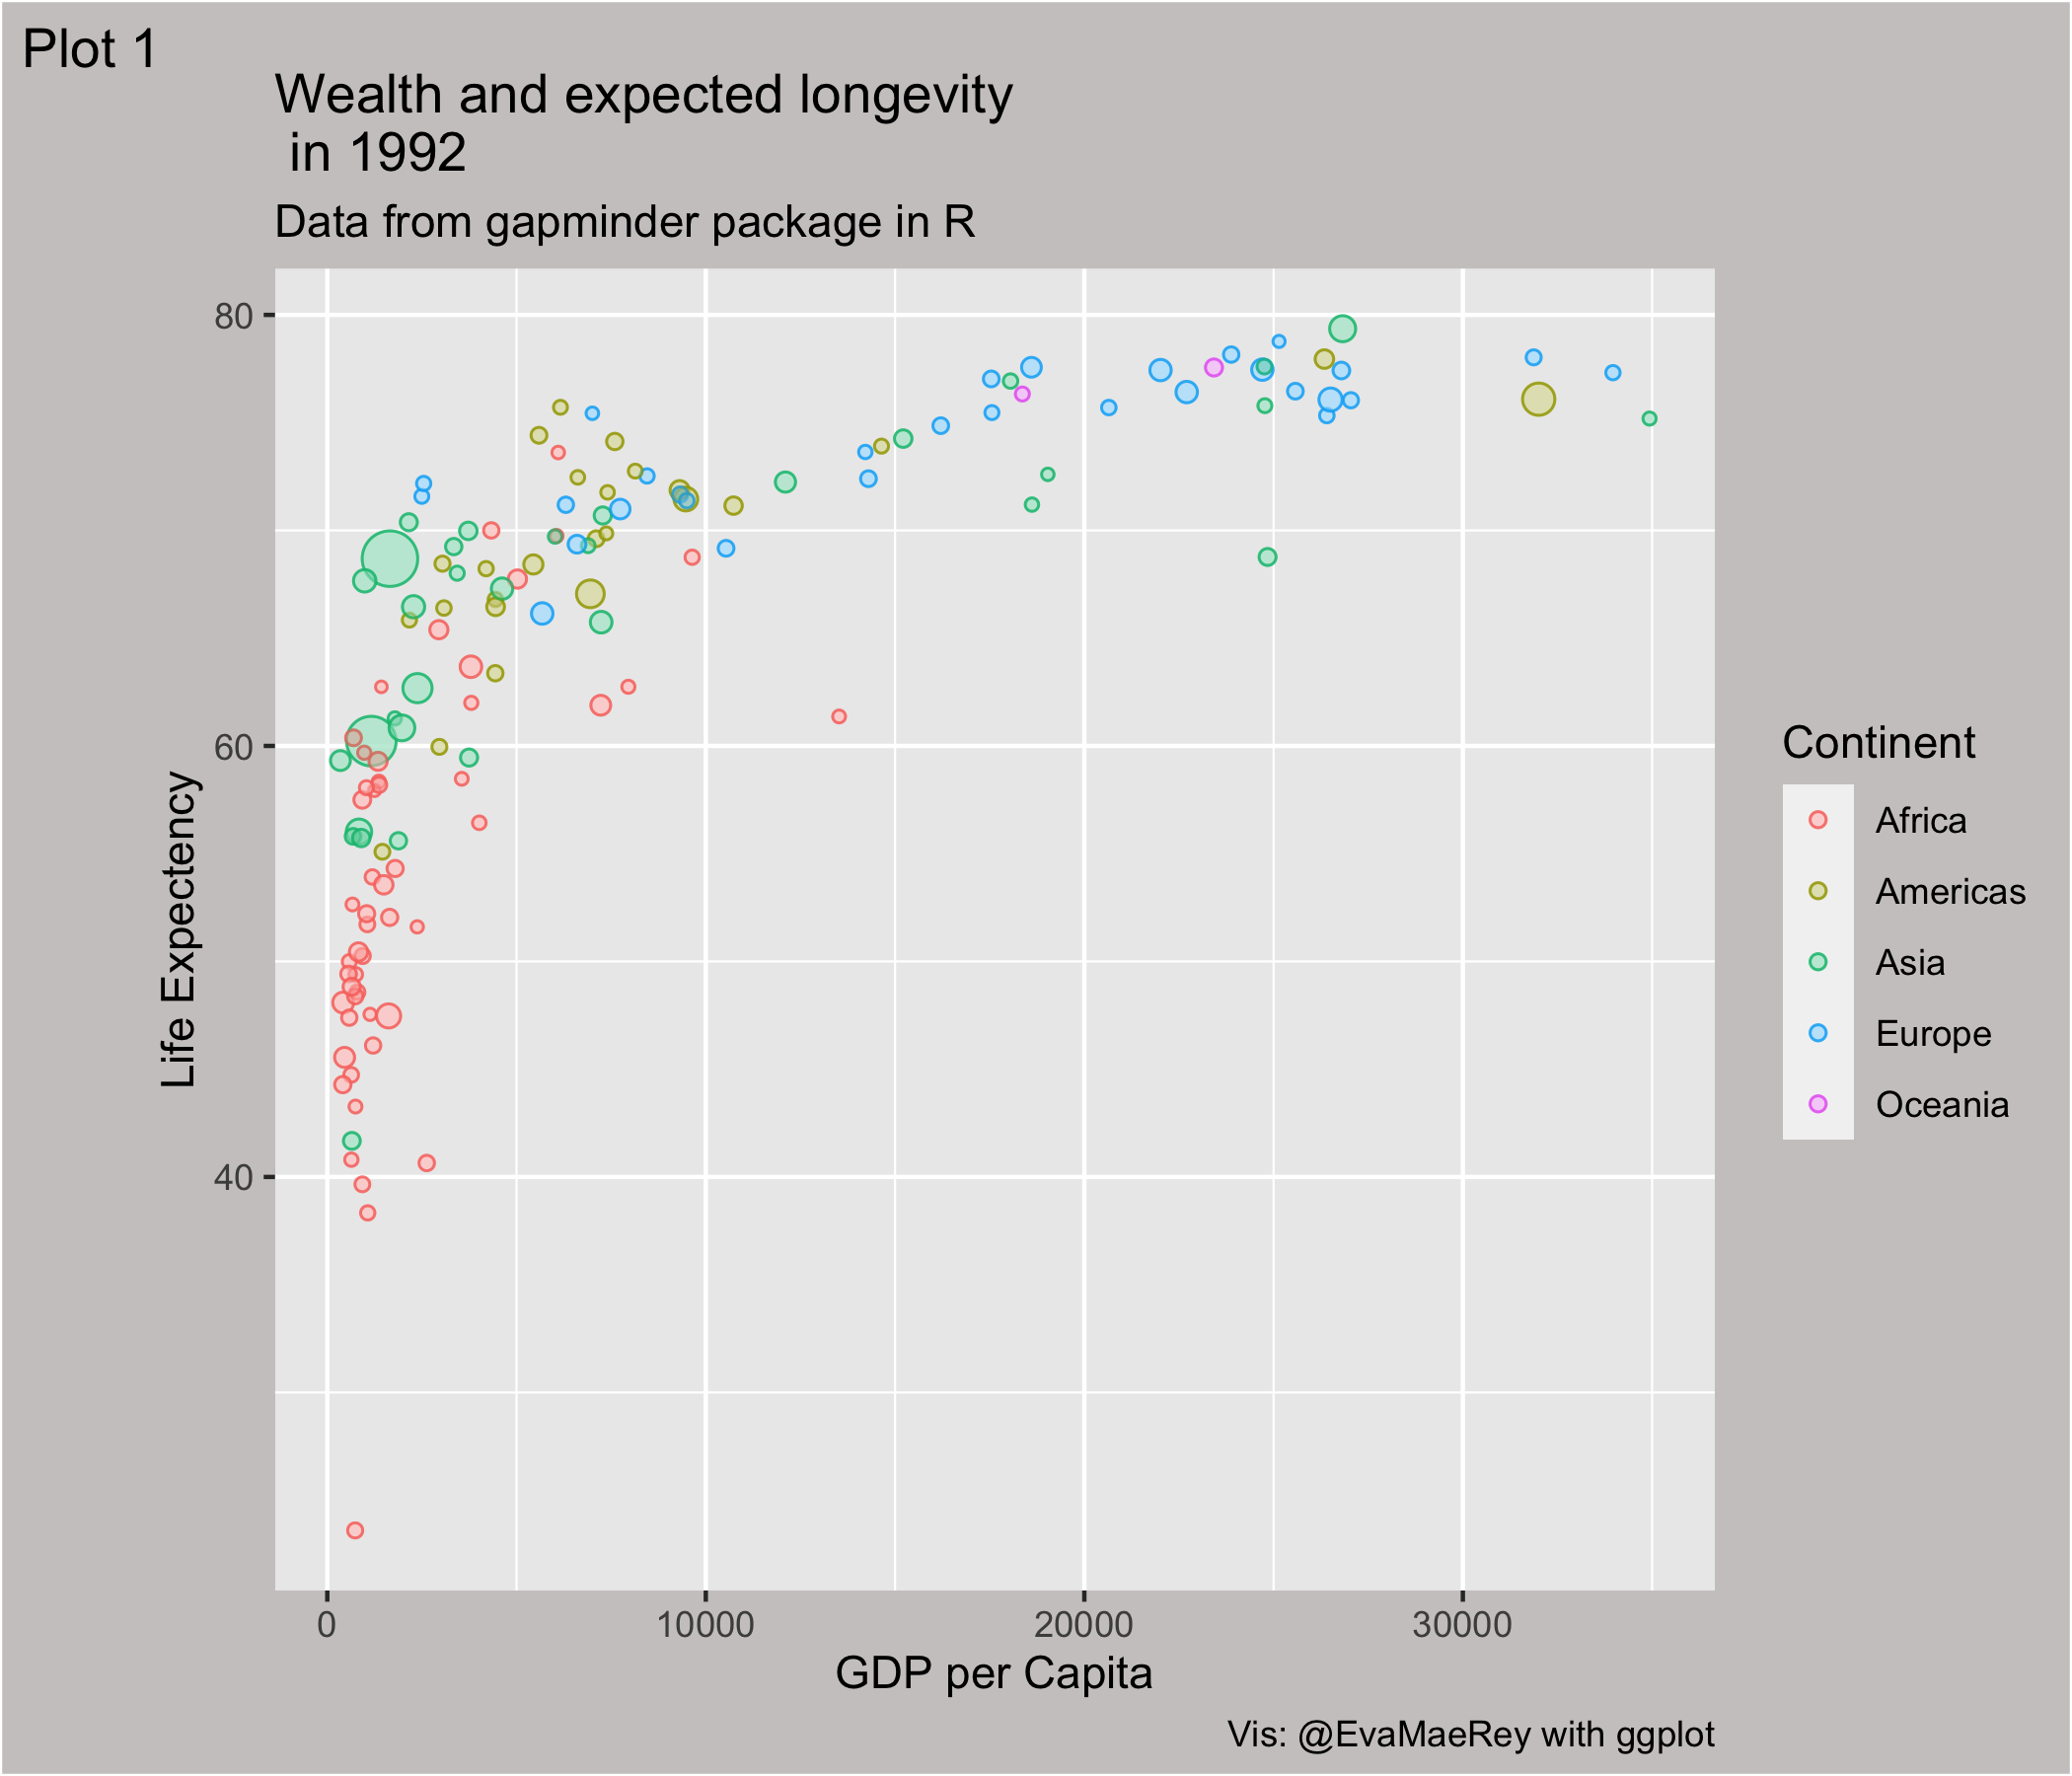 Plot 1
Wealth and expected longevity
in 1992
Data from gapminder package in R
80
60
40
Life Expectency
0 10000 20000 30000
GDP per Capita
Continent
Africa
Americas
Asia
Europe
Oceania
Vis: @EvaMaeRey with ggplot